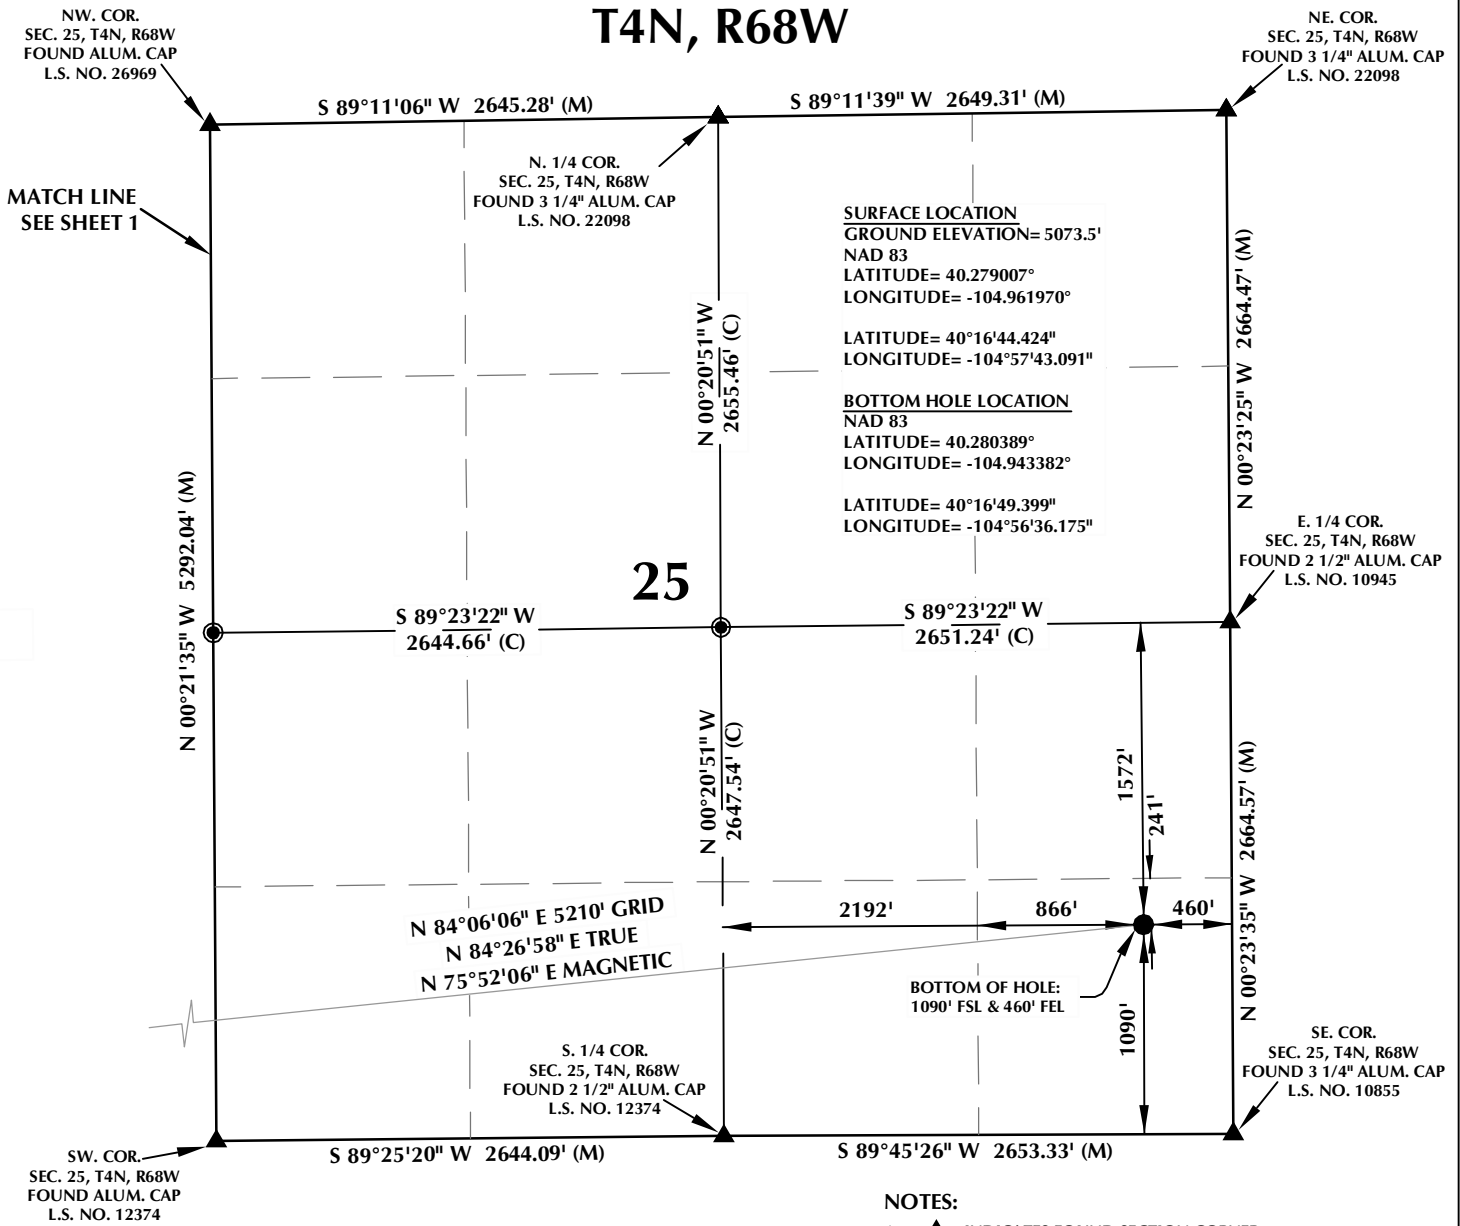 T4N, R68W
NW. COR.
SEC. 25, T4N, R68W
FOUND ALUM. CAP
L.S. NO. 26969
NE. COR.
SEC. 25, T4N, R68W
FOUND 3 1/4" ALUM. CAP
L.S. NO. 22098
S 89°11'06" W 2645.28' (M)
S 89°11'39" W 2649.31' (M)
N. 1/4 COR.
SEC. 25, T4N, R68W
FOUND 3 1/4" ALUM. CAP
L.S. NO. 22098
MATCH LINE
SEE SHEET 1
SURFACE LOCATION
GROUND ELEVATION= 5073.5'
NAD 83
LATITUDE= 40.279007°
LONGITUDE= -104.961970°
LATITUDE= 40°16'44.424"
LONGITUDE= -104°57'43.091"
BOTTOM HOLE LOCATION
NAD 83
LATITUDE= 40.280389°
LONGITUDE= -104.943382°
LATITUDE= 40°16'49.399"
LONGITUDE= -104°56'36.175"
N 00°20'51" W
2655.46' (C)
N 00°23'25" W 2664.47' (M)
N 00°21'35" W 5292.04' (M)
E. 1/4 COR.
SEC. 25, T4N, R68W
FOUND 2 1/2" ALUM. CAP
L.S. NO. 10945
25
S 89°23'22" W
2644.66' (C)
S 89°23'22" W
2651.24' (C)
N 00°20'51" W
2647.54' (C)
1572'
241'
N 00°23'35" W 2664.57' (M)
N 84°06'06" E 5210' GRID
N 84°26'58" E TRUE
N 75°52'06" E MAGNETIC
2192'
866'
460'
BOTTOM OF HOLE:
1090' FSL & 460' FEL
1090'
S. 1/4 COR.
SEC. 25, T4N, R68W
FOUND 2 1/2" ALUM. CAP
L.S. NO. 12374
SE. COR.
SEC. 25, T4N, R68W
FOUND 3 1/4" ALUM. CAP
L.S. NO. 10855
SW. COR.
SEC. 25, T4N, R68W
FOUND ALUM. CAP
L.S. NO. 12374
S 89°25'20" W 2644.09' (M)
S 89°45'26" W 2653.33' (M)
NOTES:
INDICATES FOUND SECTION CORNER